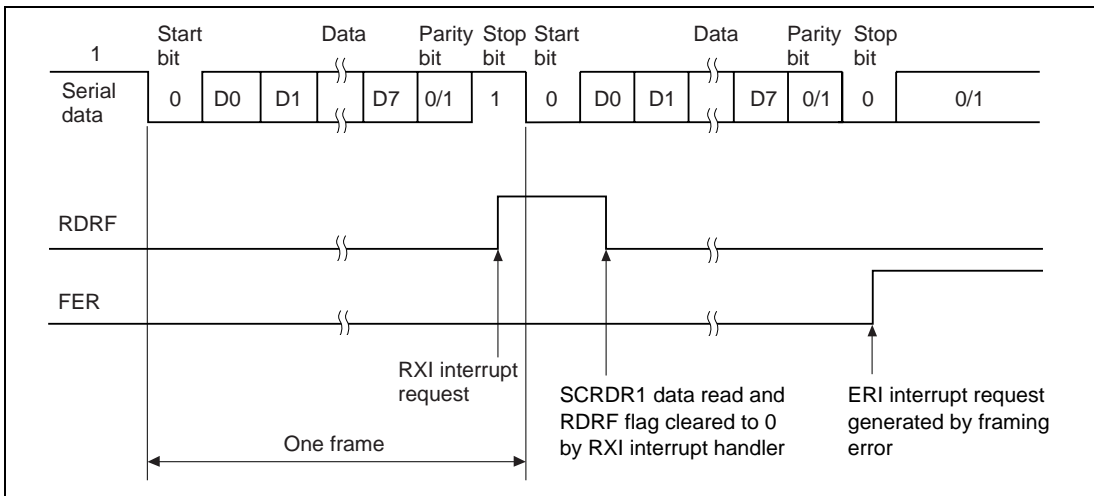 Start bit Data Parity bit Stop bit Start bit Data Parity bit Stop bit
1
Serial data
0 D0 D1 D7 0/1 1 0 D0 D1 D7 0/1 0 0/1
RDRF
FER
RXI interrupt
request
SCRDR1 data read and
RDRF flag cleared to 0
by RXI interrupt handler
ERI interrupt request
generated by framing
error
One frame